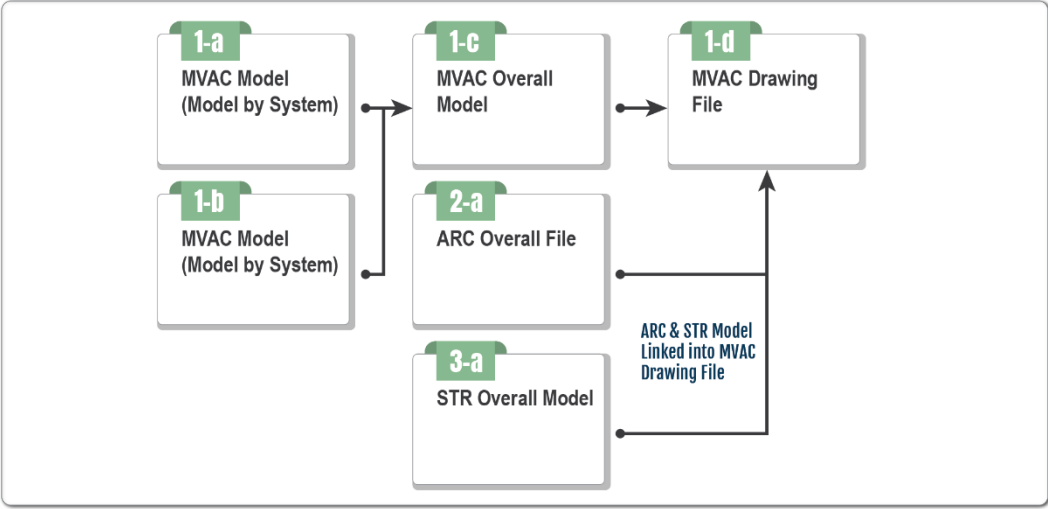 1-a
MVAC Model
(Model by System)
1-c
MVAC Overall
Model
1-d
MVAC Drawing
File
1-b
MVAC Model
(Model by System)
2-a
ARC Overall File
3-a
STR Overall Model
ARC & STR Model
Linked into MVAC
Drawing File